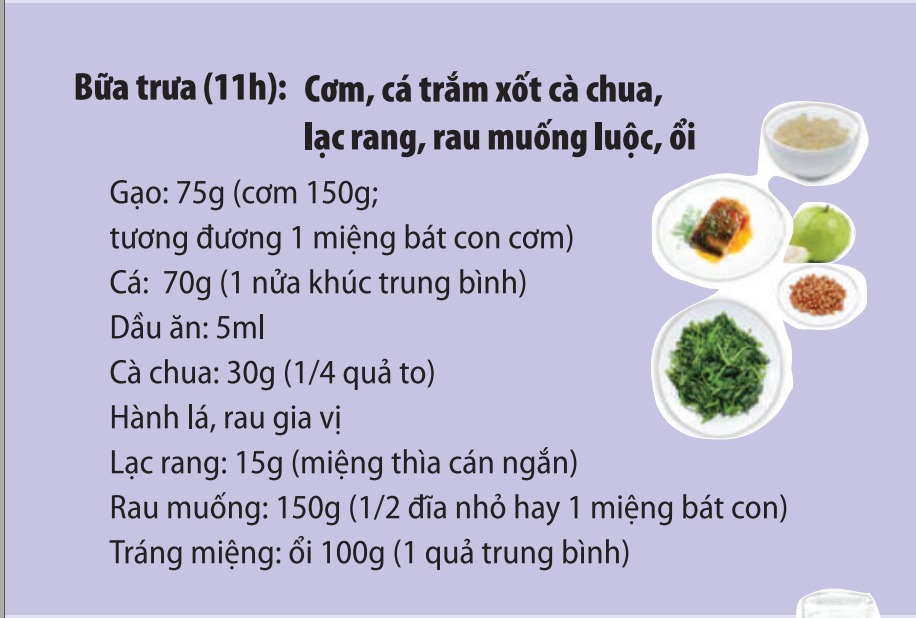 Bữa trưa (11h): Cơm, cá trắm xốt cà chua,
lạc rang, rau muống luộc, ổi
Gạo: 75g (cơm 150g;
tương đương 1 miệng bát con cơm)
Cá: 70g (1 nửa khúc trung bình)
Dầu ăn: 5ml
Cà chua: 30g (1/4 quả to)
Hành lá, rau gia vị
Lạc rang: 15g (miệng thìa cán ngắn)
Rau muống: 150g (1/2 đĩa nhỏ hay 1 miệng bát con)
Tráng miệng: ổi 100g (1 quả trung bình)